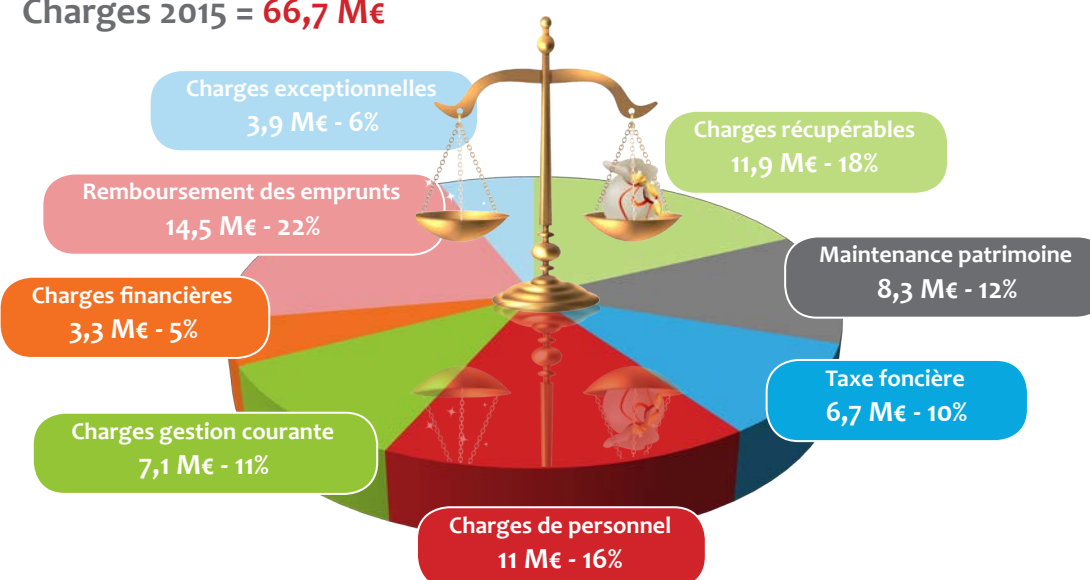 Charges 2015 = 66,7 M€
Charges exceptionnelles
3,9 M€ - 6%
Charges récupérables
11,9 M€ - 18%
Remboursement des emprunts
14,5 M€ - 22%
Maintenance patrimoine
8,3 M€ - 12%
Charges financières
3,3 M€ - 5%
Taxe foncière
6,7 M€ - 10%
Charges gestion courante
7,1 M€ - 11%
Charges de personnel
11 M€ - 16%